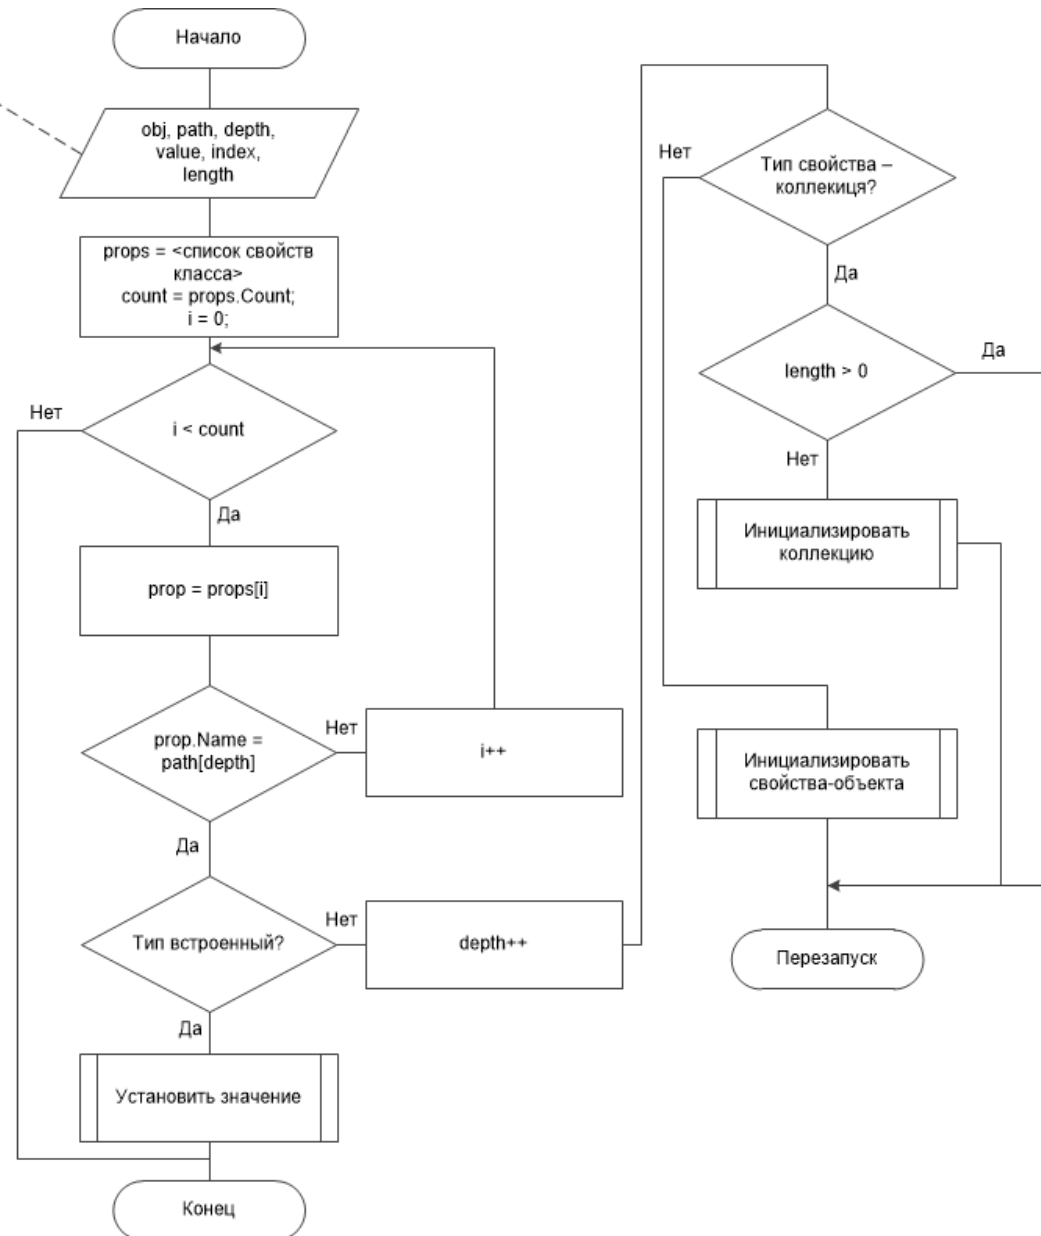 Начало
obj, path, depth,
value, index,
length
props = <список свойств
класса>
count = props.Count;
i = 0;
Нет
i < count
Да
prop = props[i]
prop.Name =
path[depth]
Нет
i++
Да
Тип встроенный?
Нет
depth++
Да
Установить значение
Конец
Нет
Тип свойства –
коллекиця?
Да
length > 0
Да
Нет
Инициализировать
коллекцию
Инициализировать
свойства-объекта
Перезапуск